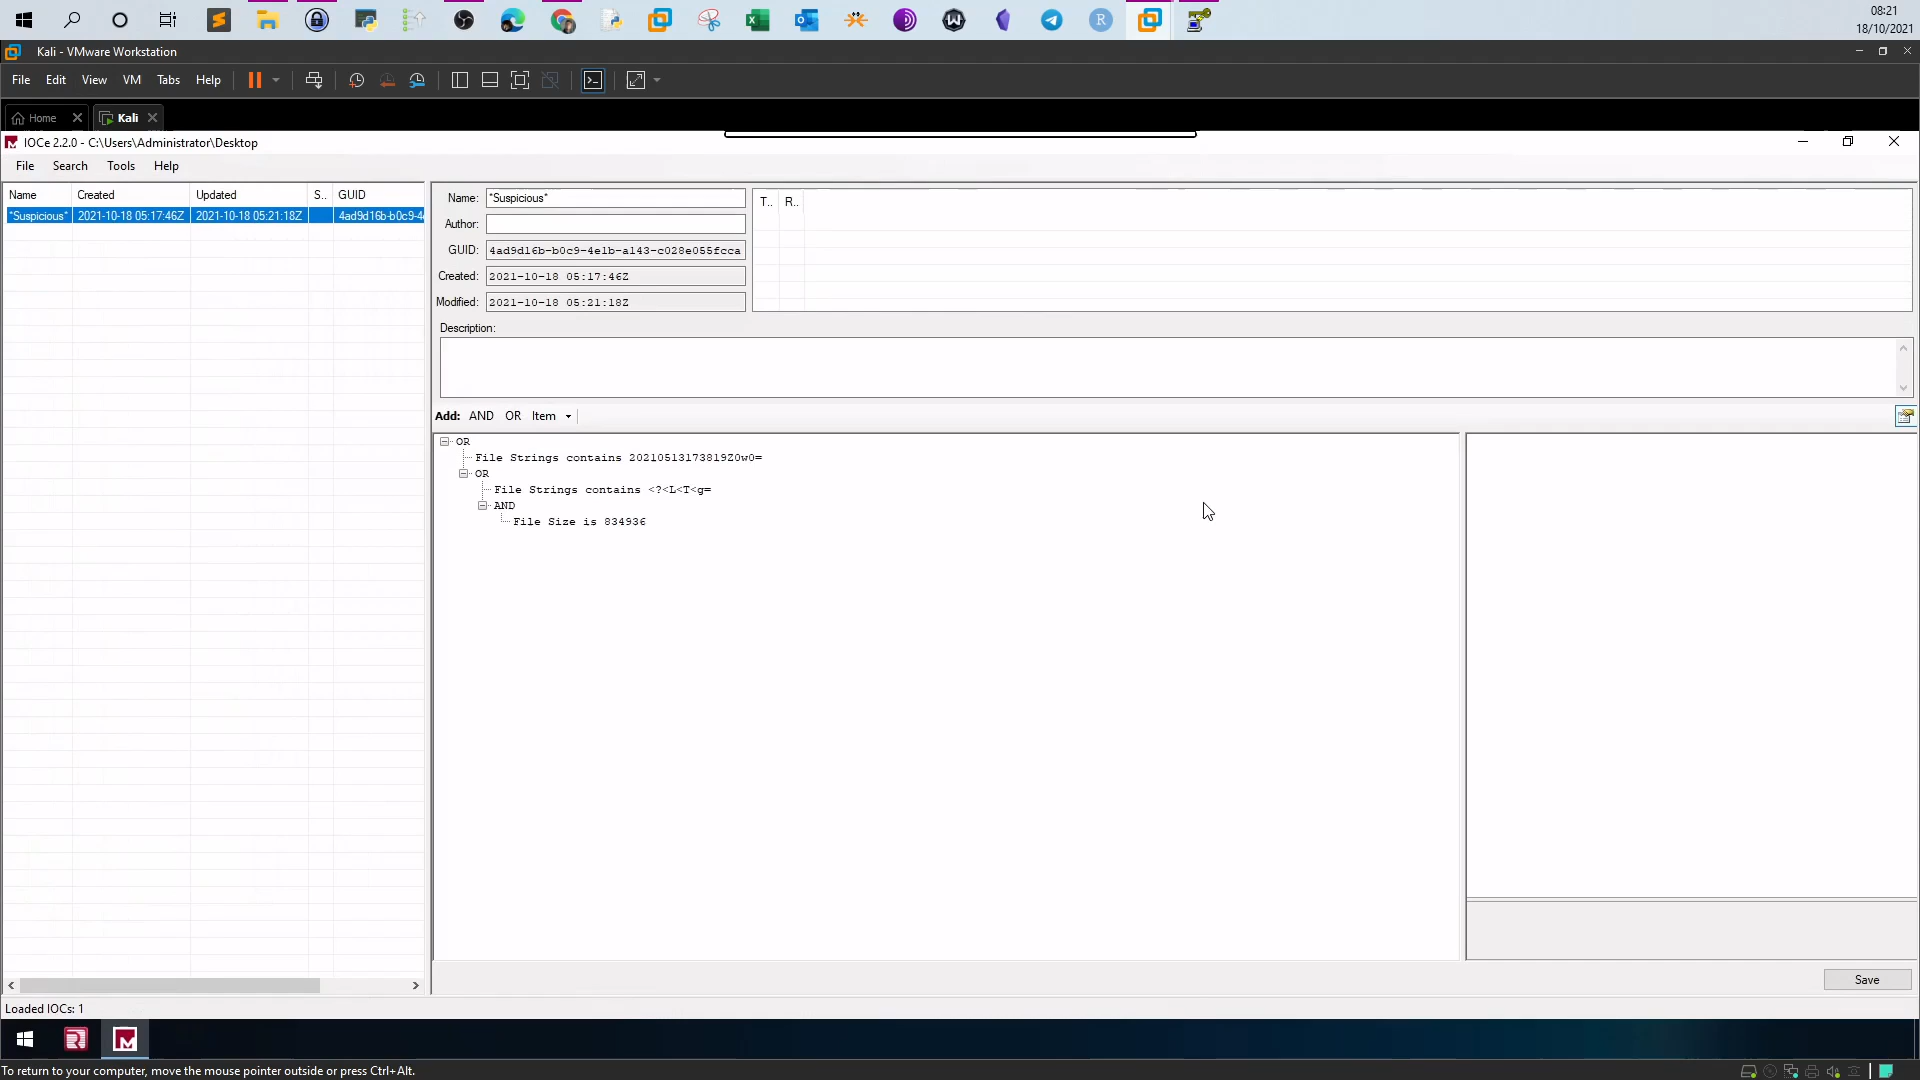 08:21
18/10/2021
Kali - VMware Workstation
File Edit View VM Tabs Help
Home Kali
IOCe 2.2.0 - C:\Users\Administrator\Desktop
File Search Tools Help
Name Created Updated S.. GUID
*Suspicious* 2021-10-18 05:17:46Z 2021-10-18 05:21:18Z 4ad9d16b-b0c9-4
Name: *Suspicious*
T.. R..
Author:
GUID: 4ad9d16b-b0c9-4e1b-a143-c028e055fcca
Created: 2021-10-18 05:17:46Z
Modified: 2021-10-18 05:21:18Z
Description:
Add: AND OR Item
OR
File Strings contains 20210513173819Z0w0=
OR
File Strings contains <?<L<T<g=
AND
File Size is 834936
Save
Loaded IOCs: 1
To return to your computer, move the mouse pointer outside or press Ctrl+Alt.